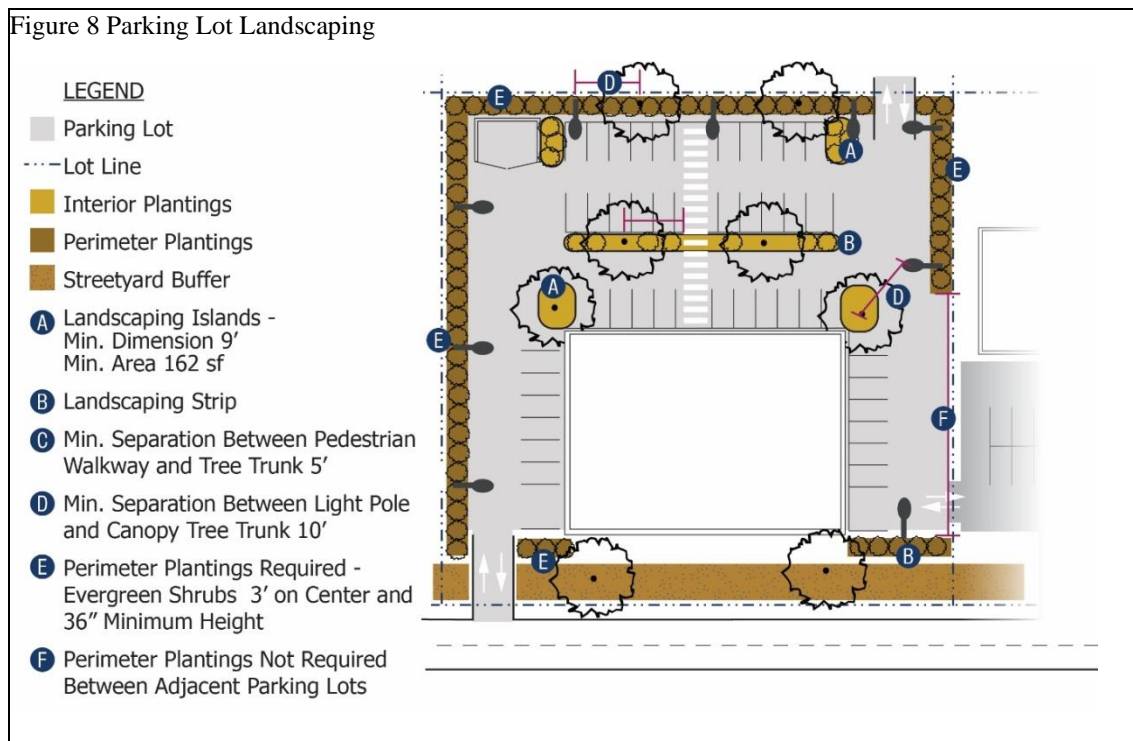 Figure 8 Parking Lot Landscaping
LEGEND
Parking Lot
Lot Line
Interior Plantings
Perimeter Plantings
Streetyard Buffer
A Landscaping Islands -
Min. Dimension 9'
Min. Area 162 sf
B Landscaping Strip
C Min. Separation Between Pedestrian
Walkway and Tree Trunk 5'
D Min. Separation Between Light Pole
and Canopy Tree Trunk 10'
E Perimeter Plantings Required -
Evergreen Shrubs 3' on Center and
36" Minimum Height
F Perimeter Plantings Not Required
Between Adjacent Parking Lots
D
E
A
E
B
A
D
E
F
E
B